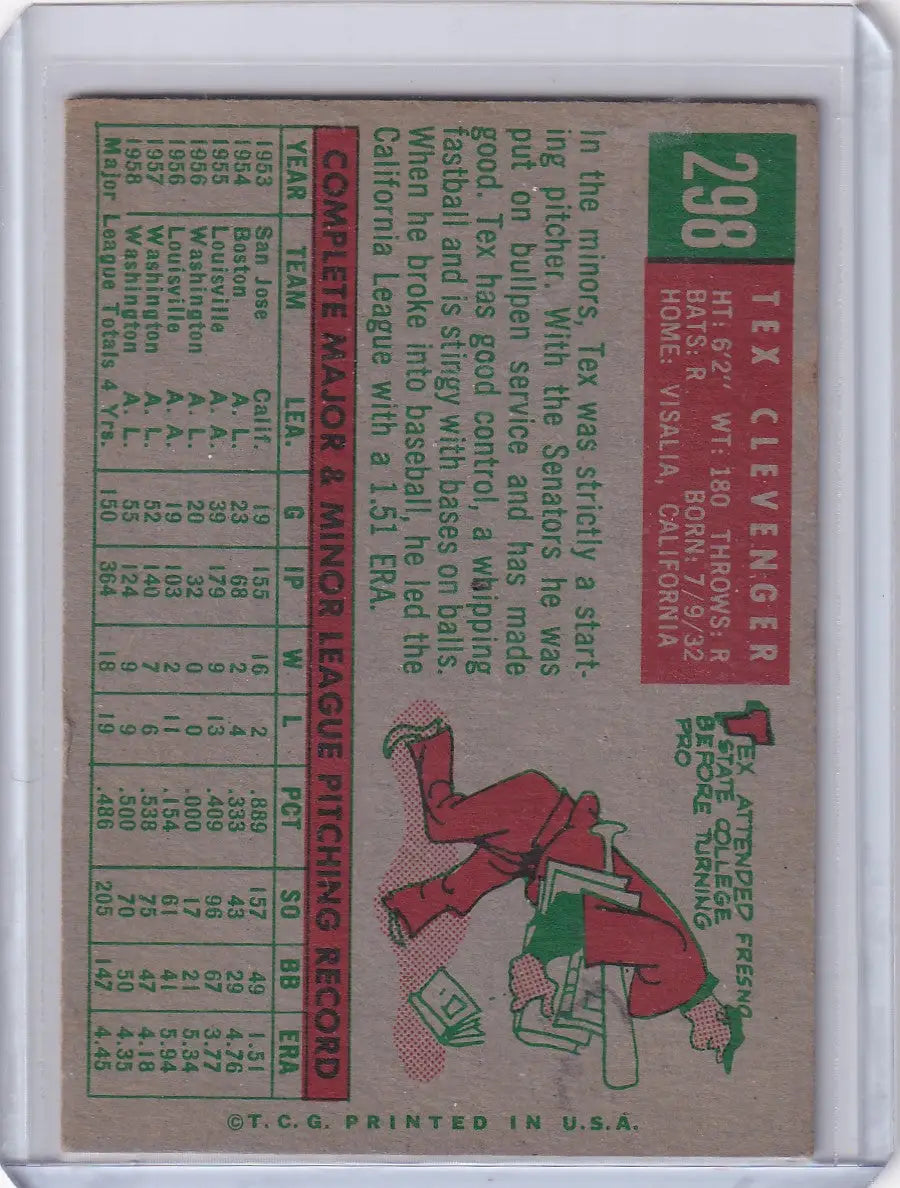 298
TEX CLEVENGER
HT: 6'2" WT: 180 THROWS: R
BATS: R BORN: 7/9/32
HOME: VISALIA, CALIFORNIA
In the minors, Tex was strictly a start-
ing pitcher. With the Senators he was
put on bullpen service and has made
good. Tex has good control, a whipping
fastball and is stingy with bases on balls.
When he broke into baseball, he led the
California League with a 1.51 ERA.
TEX ATTENDED FRESNO
STATE COLLEGE
BEFORE TURNING
PRO
COMPLETE MAJOR & MINOR LEAGUE PITCHING RECORD
YEAR TEAM LEA. G IP W L PCT SO BB ERA
1953 San Jose Calif. 19 155 16 2 .889 157 49 1.51
1954 Boston A. L. 23 68 2 4 .333 43 29 4.76
1955 Louisville A. A. 39 179 9 13 .409 96 67 3.77
1956 Washington A. L. 20 32 0 0 .000 17 21 5.34
1956 Louisville A. A. 19 103 2 11 .154 61 41 5.94
1957 Washington A. L. 52 140 7 6 .538 75 47 4.18
1958 Washington A. L. 55 124 9 9 .500 70 50 4.35
Major League Totals 4 Yrs. 150 364 18 19 .486 205 147 4.45
©T.C.G. PRINTED IN U.S.A.